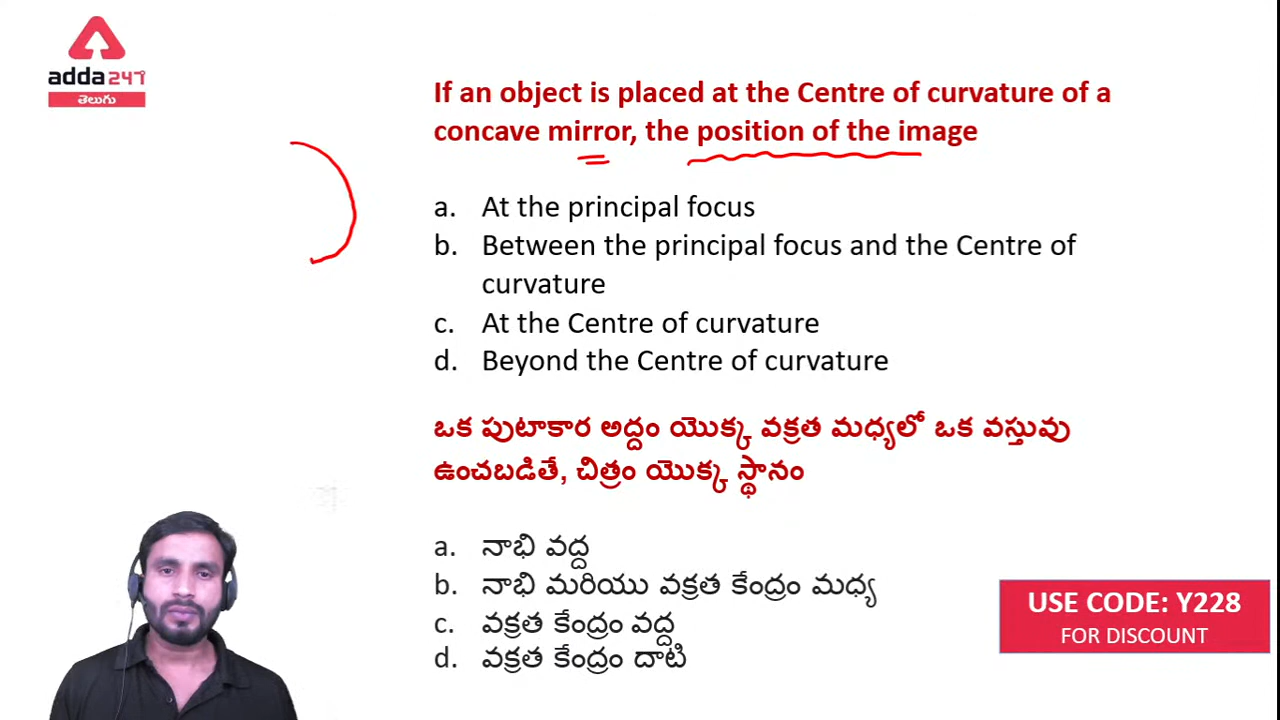 adda247
తెలుగు
If an object is placed at the Centre of curvature of a
concave mirror, the position of the image
a. At the principal focus
b. Between the principal focus and the Centre of
curvature
c. At the Centre of curvature
d. Beyond the Centre of curvature
ఒక పుటాకార అద్దం యొక్క వక్రత మధ్యలో ఒక వస్తువు
ఉంచబడితే, చిత్రం యొక్క స్థానం
a. నాభి వద్ద
b. నాభి మరియు వక్రత కేంద్రం మధ్య
c. వక్రత కేంద్రం వద్ద
d. వక్రత కేంద్రం దాటి
USE CODE: Y228
FOR DISCOUNT